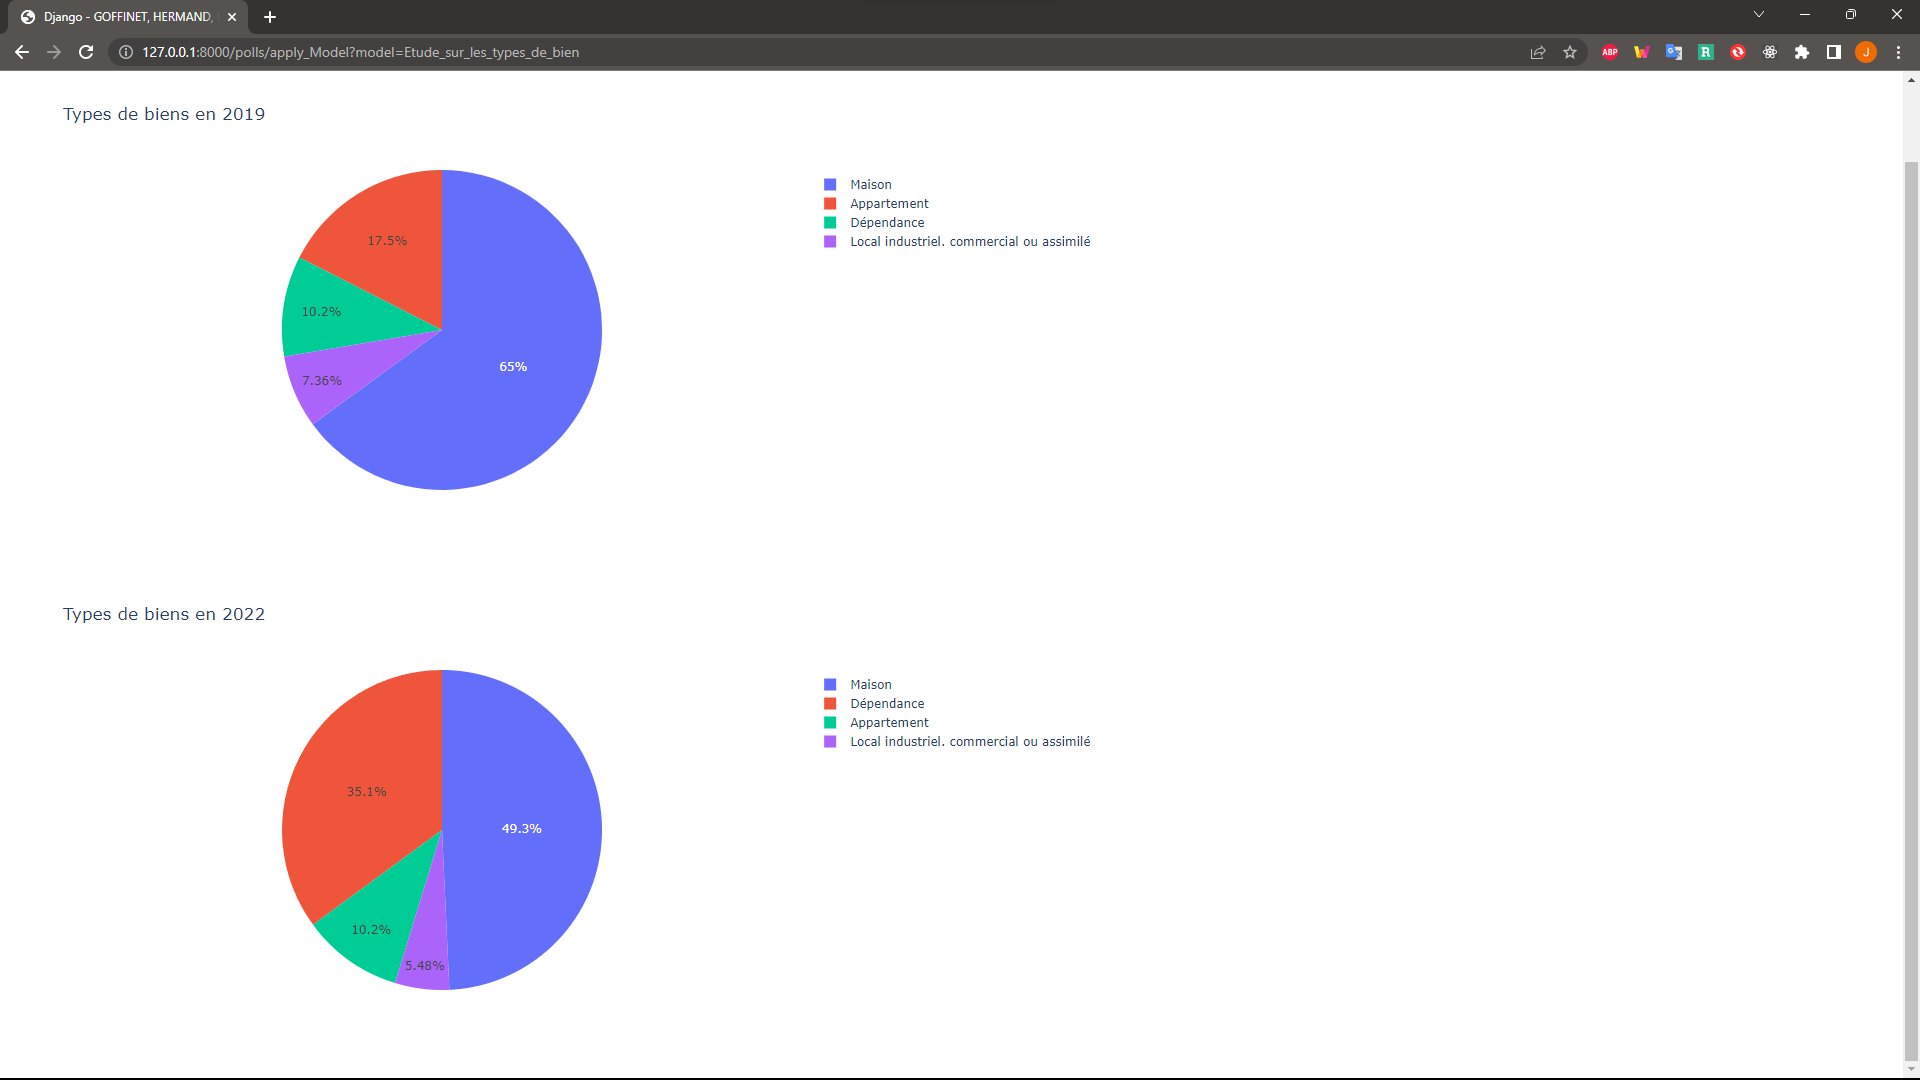 Django - GOFFINET, HERMAND,
127.0.0.1:8000/polls/apply_Model?model=Etude_sur_les_types_de_bien
ABP
R
J
Types de biens en 2019
Maison
Appartement
Dépendance
Local industriel. commercial ou assimilé
17.5%
10.2%
65%
7.36%
Types de biens en 2022
Maison
Dépendance
Appartement
Local industriel. commercial ou assimilé
35.1%
49.3%
10.2%
5.48%